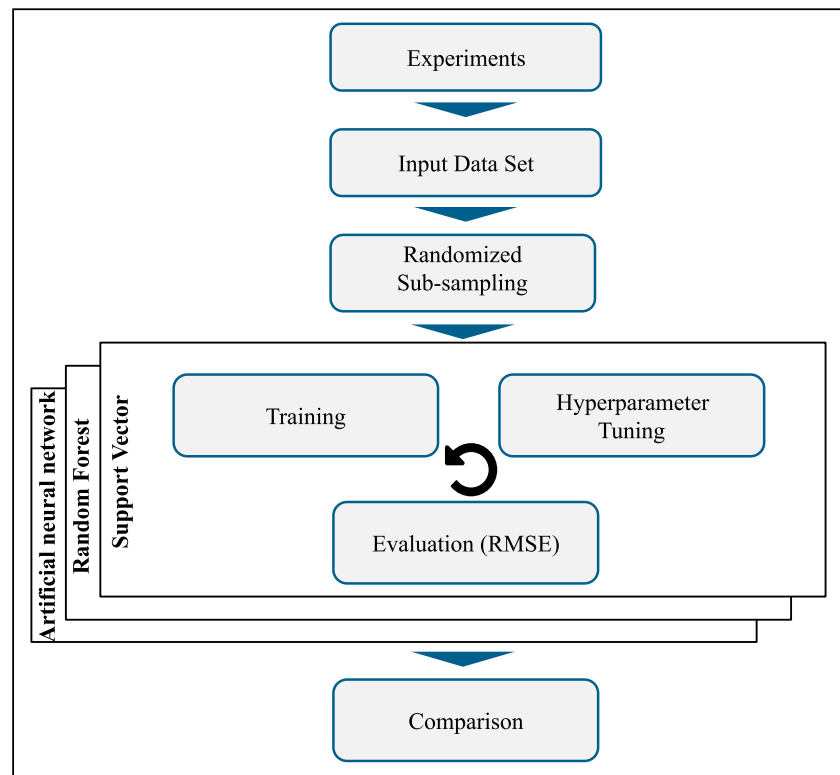 Experiments
Input Data Set
Randomized
Sub-sampling
Artificial neural network
Random Forest
Support Vector
Training
Hyperparameter
Tuning
Evaluation (RMSE)
Comparison